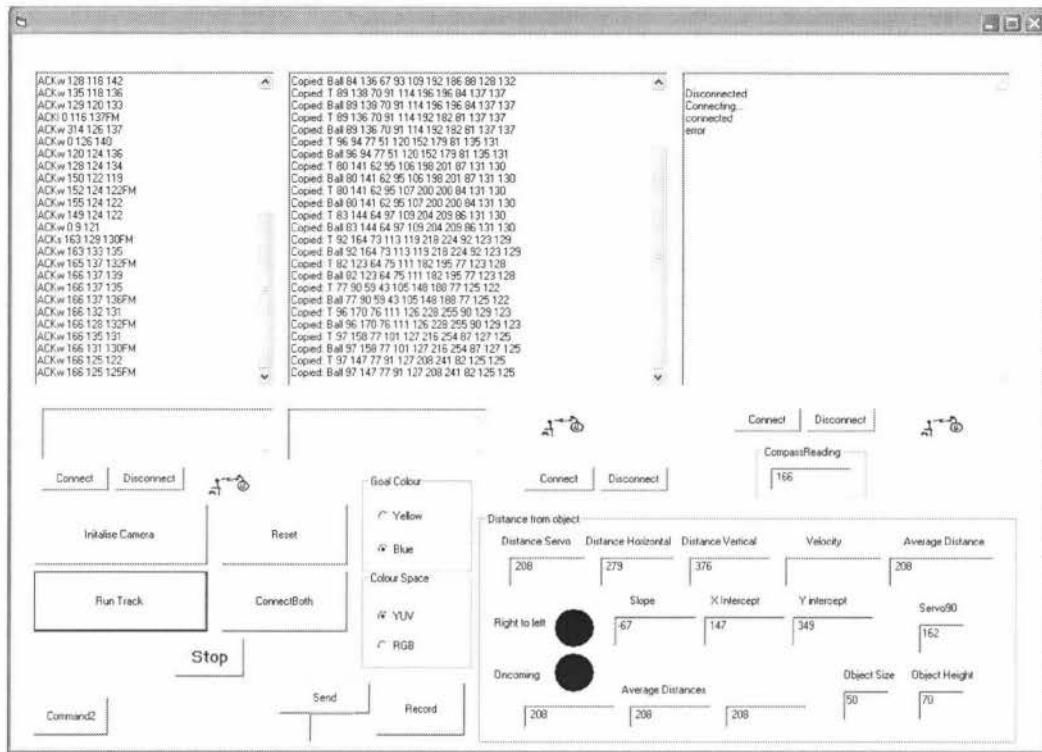 ACKw 128 118 142
ACKw 135 118 136
ACKw 129 120 133
ACKl 0 116 137FM
ACKw 314 126 137
ACKw 0 126 140
ACKw 120 124 136
ACKw 128 124 134
ACKw 150 122 119
ACKw 152 124 122FM
ACKw 155 124 122
ACKw 149 124 122
ACKw 0 9 121
ACKs 163 129 130FM
ACKw 163 133 135
ACKw 165 137 132FM
ACKw 166 137 139
ACKw 166 137 135
ACKw 166 137 136FM
ACKw 166 132 131
ACKw 166 128 132FM
ACKw 166 135 131
ACKw 166 131 130FM
ACKw 166 125 122
ACKw 166 125 125FM
Copied: Ball 84 136 67 93 109 192 186 88 128 132
Copied: T 89 138 70 91 114 196 196 84 137 137
Copied: Ball 89 138 70 91 114 196 196 84 137 137
Copied: T 89 136 70 91 114 192 182 81 137 137
Copied: Ball 89 136 70 91 114 192 182 81 137 137
Copied: T 96 94 77 51 120 152 179 81 135 131
Copied: Ball 96 94 77 51 120 152 179 81 135 131
Copied: T 80 141 62 95 106 198 201 87 131 130
Copied: Ball 80 141 62 95 106 198 201 87 131 130
Copied: T 80 141 62 95 107 200 200 84 131 130
Copied: Ball 80 141 62 95 107 200 200 84 131 130
Copied: T 83 144 64 97 109 204 209 86 131 130
Copied: Ball 83 144 64 97 109 204 209 86 131 130
Copied: T 92 164 73 113 119 218 224 92 123 129
Copied: Ball 92 164 73 113 119 218 224 92 123 129
Copied: T 82 123 64 75 111 182 195 77 123 128
Copied: Ball 82 123 64 75 111 182 195 77 123 128
Copied: T 77 90 59 43 105 148 188 77 125 122
Copied: Ball 77 90 59 43 105 148 188 77 125 122
Copied: T 96 170 76 111 126 228 255 90 129 123
Copied: Ball 96 170 76 111 126 228 255 90 129 123
Copied: T 97 158 77 101 127 216 254 87 127 125
Copied: Ball 97 158 77 101 127 216 254 87 127 125
Copied: T 97 147 77 91 127 208 241 82 125 125
Copied: Ball 97 147 77 91 127 208 241 82 125 125
Disconnected
Connecting...
connected
error
Connect Disconnect
CompassReading
166
Connect Disconnect
Connect Disconnect
Initalise Camera
Reset
Run Track
ConnectBoth
Stop
Command2
Send
Record
Goal Colour
Yellow
Blue
Colour Space
YUV
RGB
Distance from object
Distance Servo Distance Horizontal Distance Vertical Velocity Average Distance
208 279 376 208
Slope X Intercept Y intercept Servo90
Right to left
-67 147 349 162
Oncoming
Average Distances
208 208 208
Object Size Object Height
50 70